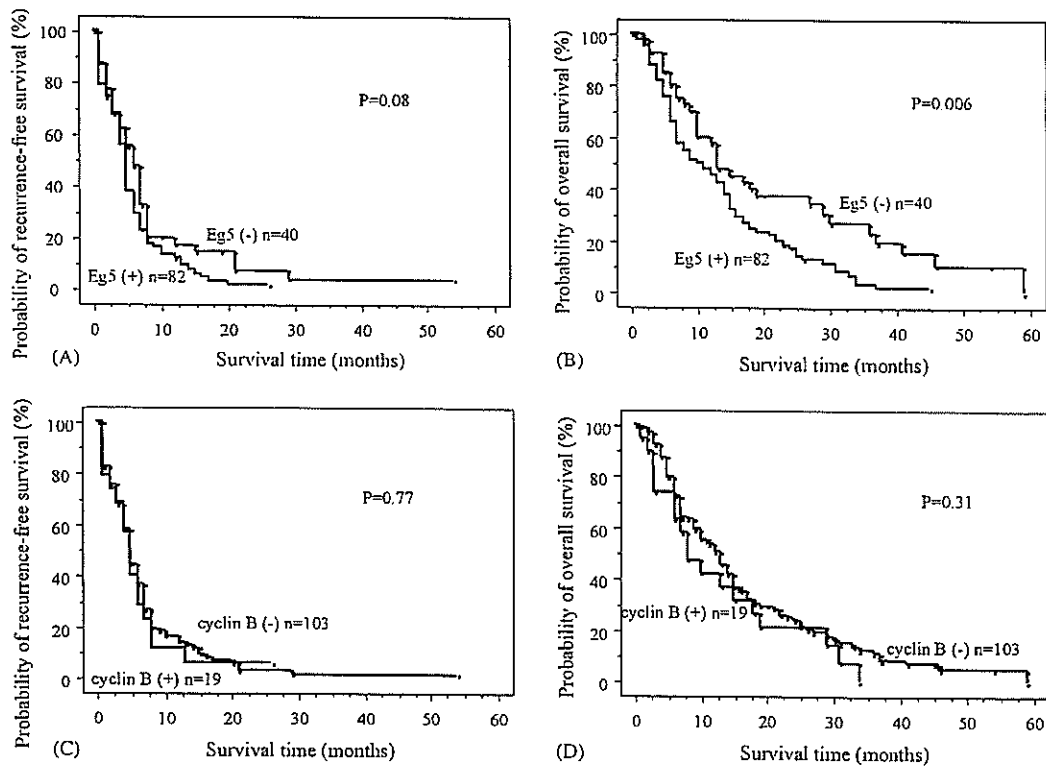 Probability of recurrence-free survival (%)
100
80
60
40
20
0
P=0.08
Eg5 (-) n=40
Eg5 (+) n=82
0 10 20 30 40 50 60
(A) Survival time (months)
Probability of overall survival (%)
100
80
60
40
20
0
P=0.006
Eg5 (-) n=40
Eg5 (+) n=82
0 10 20 30 40 50 60
(B) Survival time (months)
Probability of recurrence-free survival (%)
100
80
60
40
20
0
P=0.77
cyclin B (-) n=103
cyclin B (+) n=19
0 10 20 30 40 50 60
(C) Survival time (months)
Probability of overall survival (%)
100
80
60
40
20
0
P=0.31
cyclin B (+) n=19
cyclin B (-) n=103
0 10 20 30 40 50 60
(D) Survival time (months)